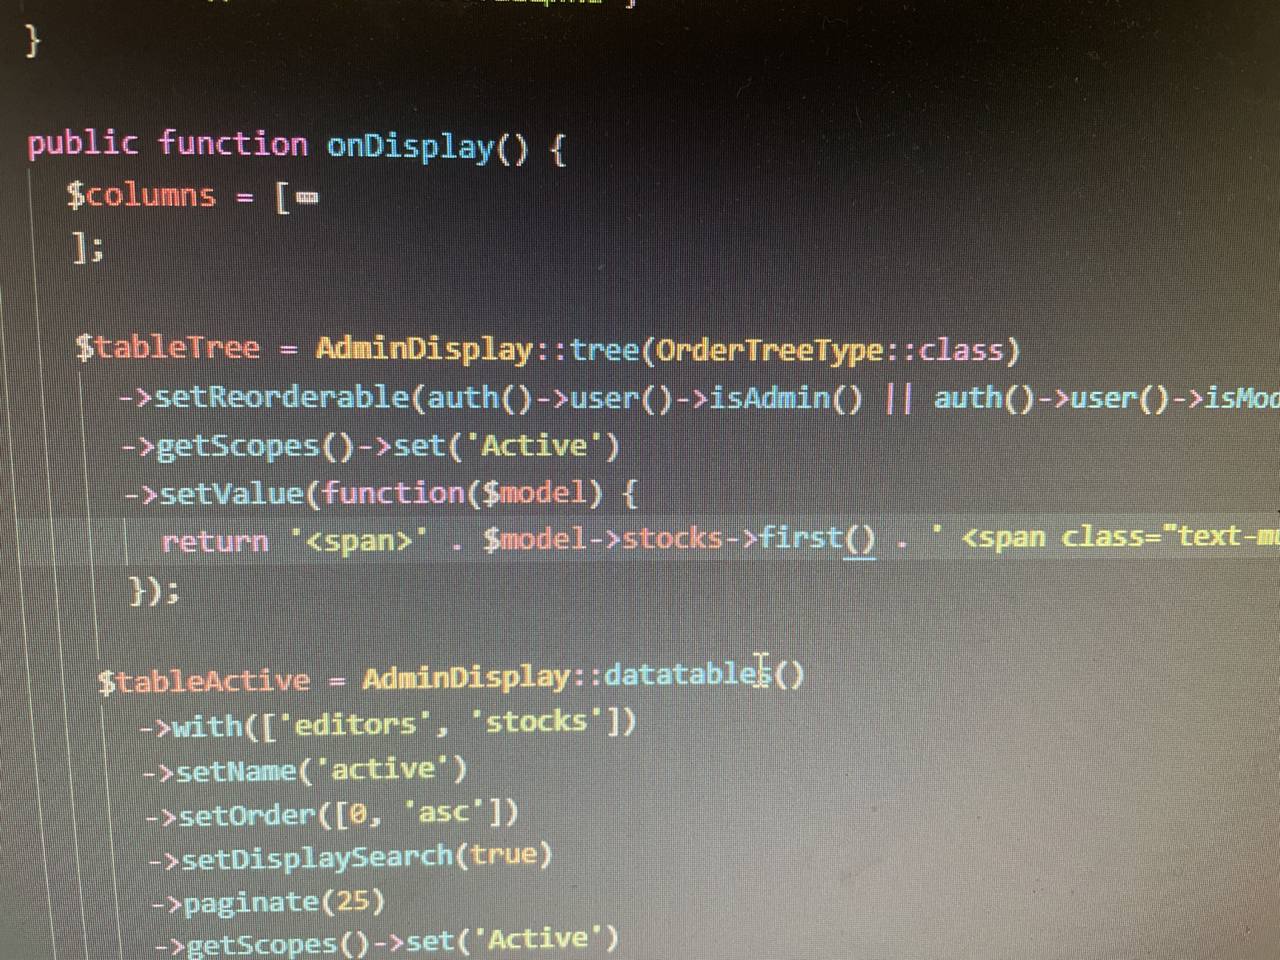 }
public function onDisplay() {
$columns = [
];
$tableTree = AdminDisplay::tree(OrderTreeType::class)
->setReorderable(auth()->user()->isAdmin() || auth()->user()->isMod
->getScopes()->set('Active')
->setValue(function($model) {
return '<span>' . $model->stocks->first() . ' <span class="text-mu
});
$tableActive = AdminDisplay::datatables()
->with(['editors', 'stocks'])
->setName('active')
->setOrder([0, 'asc'])
->setDisplaySearch(true)
->paginate(25)
->getScopes()->set('Active')